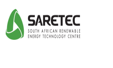 SARETEC
SOUTH AFRICAN RENEWABLE
ENERGY TECHNOLOGY CENTRE